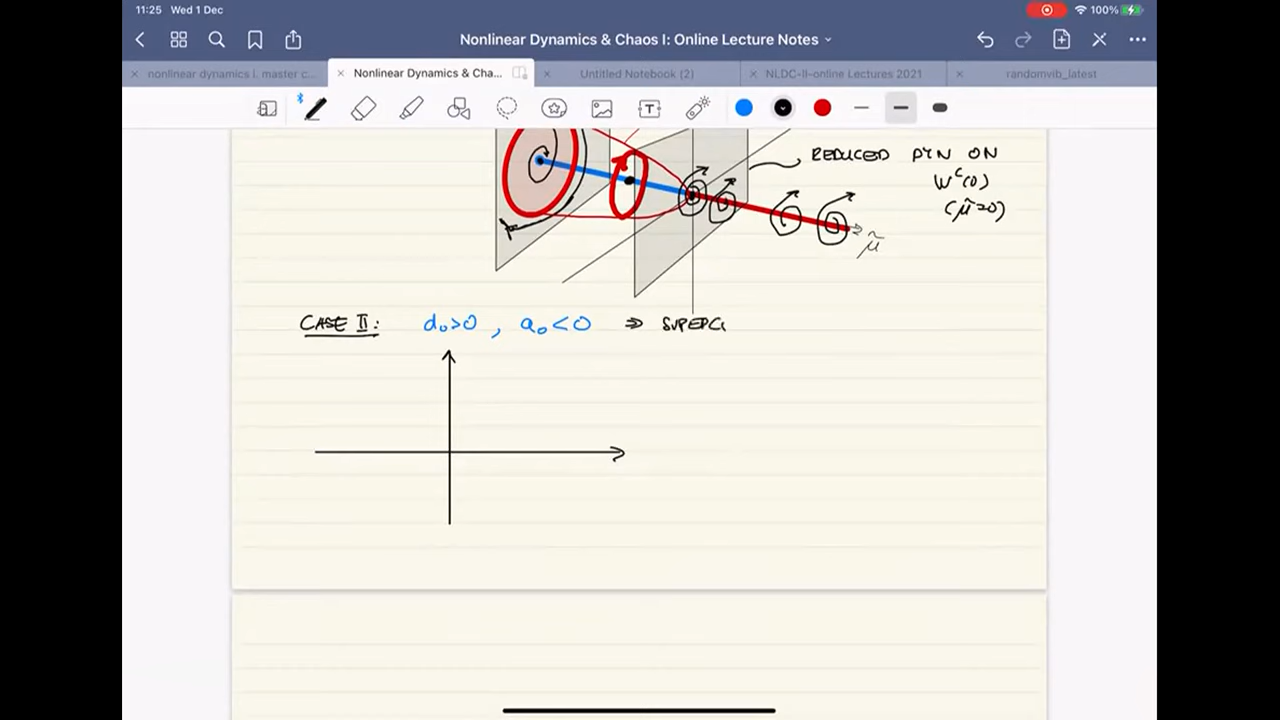 11:25 Wed 1 Dec
100%
Nonlinear Dynamics & Chaos I: Online Lecture Notes
nonlinear dynamics I. master c...
Nonlinear Dynamics & Cha...
Untitled Notebook (2)
NLDC-II-online Lectures 2021
randomvib_latest
REDUCED DYN ON
W^c(0)
(μ̃=0)
μ̃
CASE II: d₀>0, a₀<0 ⇒ SUPERC